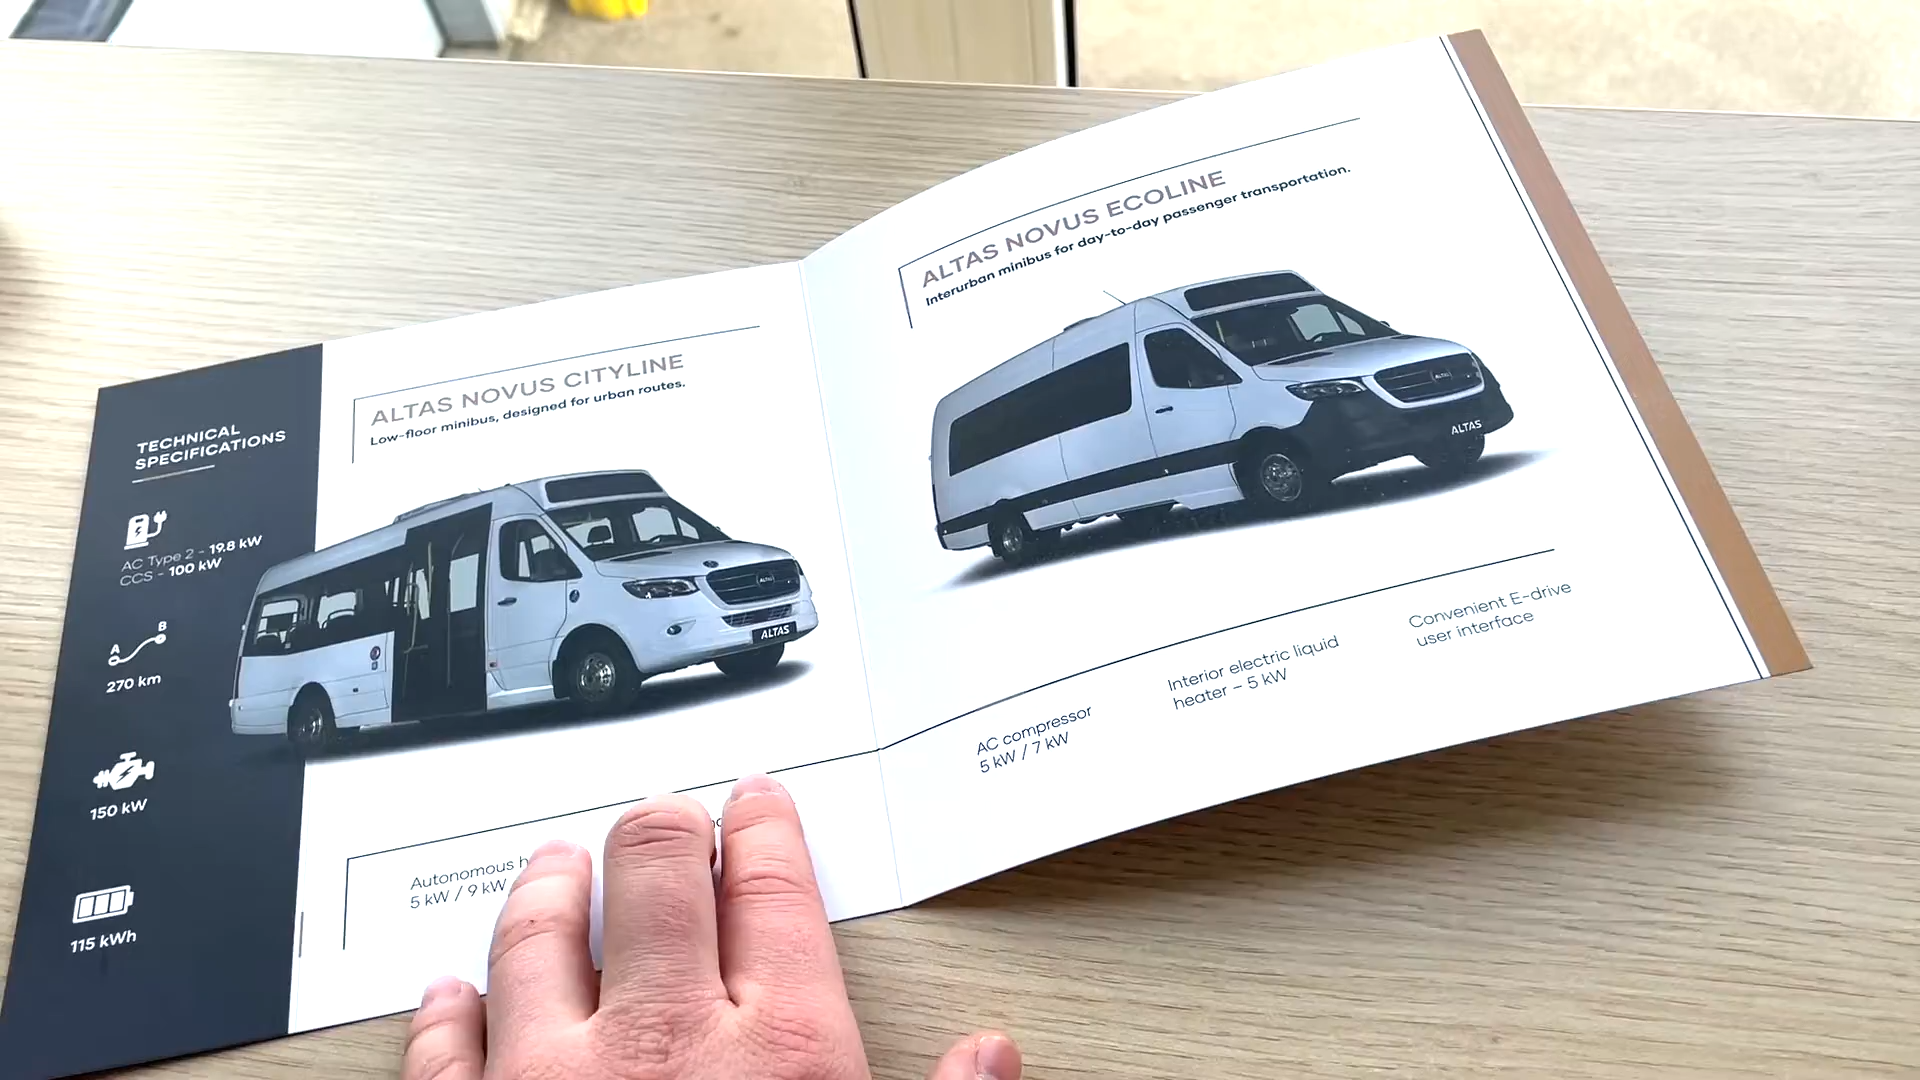 TECHNICAL
SPECIFICATIONS
AC Type 2 - 19.8 kW
CCS - 100 kW
A
B
270 km
150 kW
115 kWh
ALTAS NOVUS CITYLINE
Low-floor minibus, designed for urban routes.
ALTAS
ALTAS
Autonomous h
5 kW / 9 kW
ALTAS NOVUS ECOLINE
Interurban minibus for day-to-day passenger transportation.
ALTAS
ALTAS
AC compressor
5 kW / 7 kW
Interior electric liquid
heater – 5 kW
Convenient E-drive
user interface